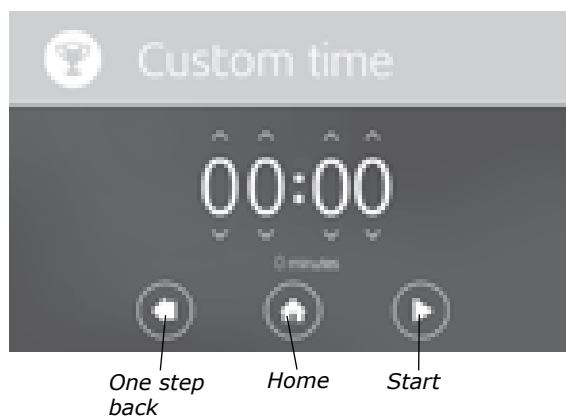 Custom time
00:00
0 minutes
One step
back
Home
Start